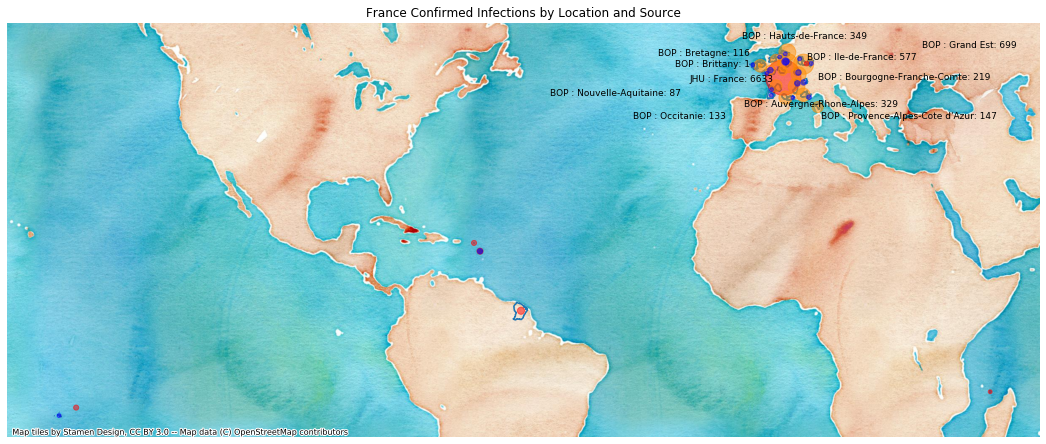 France Confirmed Infections by Location and Source
BOP : Hauts-de-France: 349
BOP : Grand Est: 699
BOP : Bretagne: 116
BOP : Ile-de-France: 577
BOP : Brittany: 1
JHU : France: 6633
BOP : Bourgogne-Franche-Comte: 219
BOP : Nouvelle-Aquitaine: 87
BOP : Auvergne-Rhone-Alpes: 329
BOP : Occitanie: 133
BOP : Provence-Alpes-Cote d'Azur: 147
Map tiles by Stamen Design, CC BY 3.0 -- Map data (C) OpenStreetMap contributors